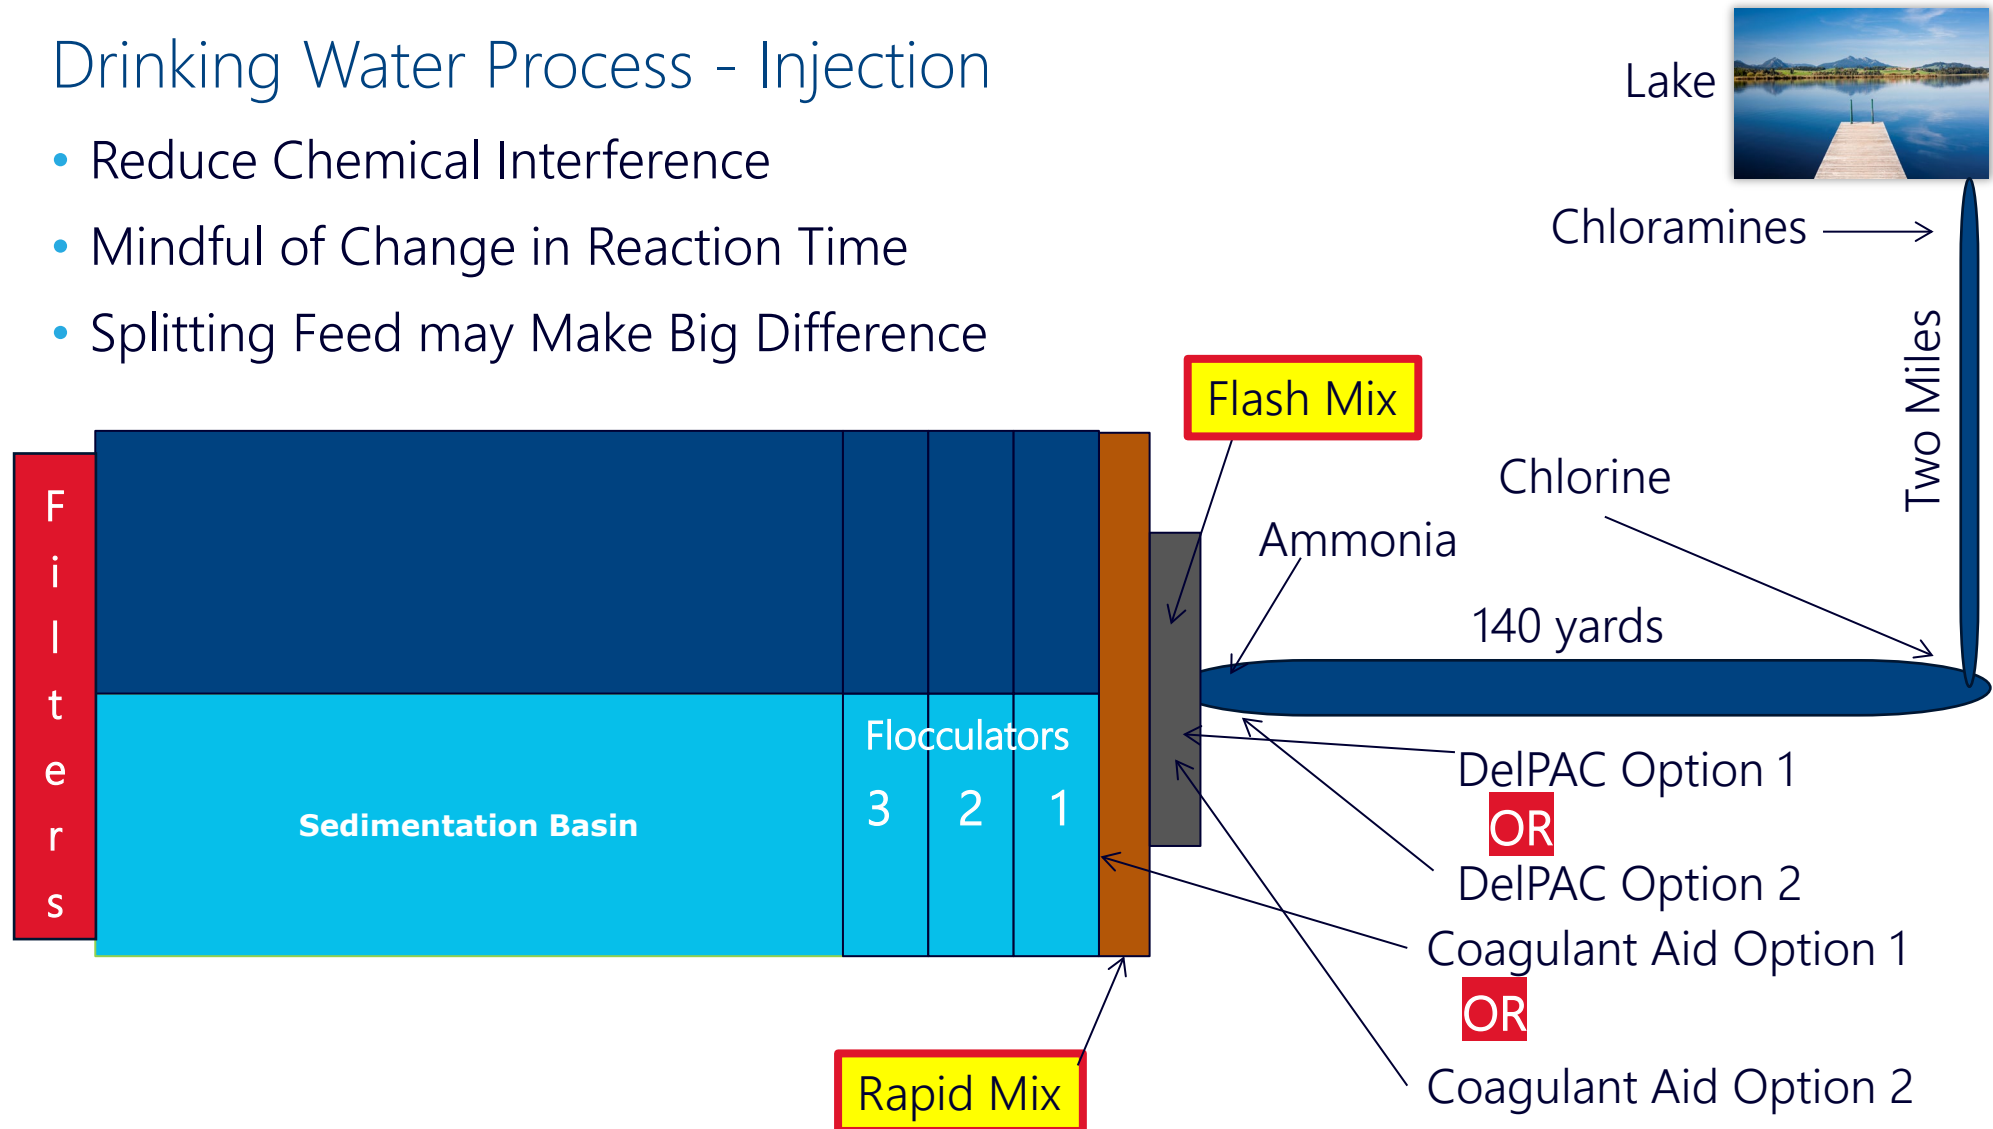 Drinking Water Process - Injection
• Reduce Chemical Interference
• Mindful of Change in Reaction Time
• Splitting Feed may Make Big Difference
Lake
Chloramines
Two Miles
Flash Mix
Chlorine
Ammonia
140 yards
Filters
Flocculators
3 2 1
Sedimentation Basin
DelPAC Option 1
OR
DelPAC Option 2
Coagulant Aid Option 1
OR
Coagulant Aid Option 2
Rapid Mix